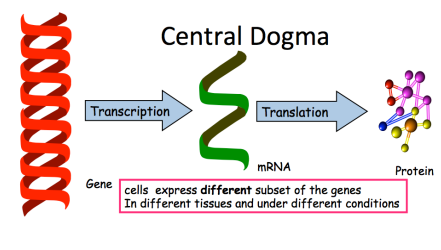 Central Dogma
Transcription
Translation
mRNA
Protein
Gene
cells express different subset of the genes
In different tissues and under different conditions